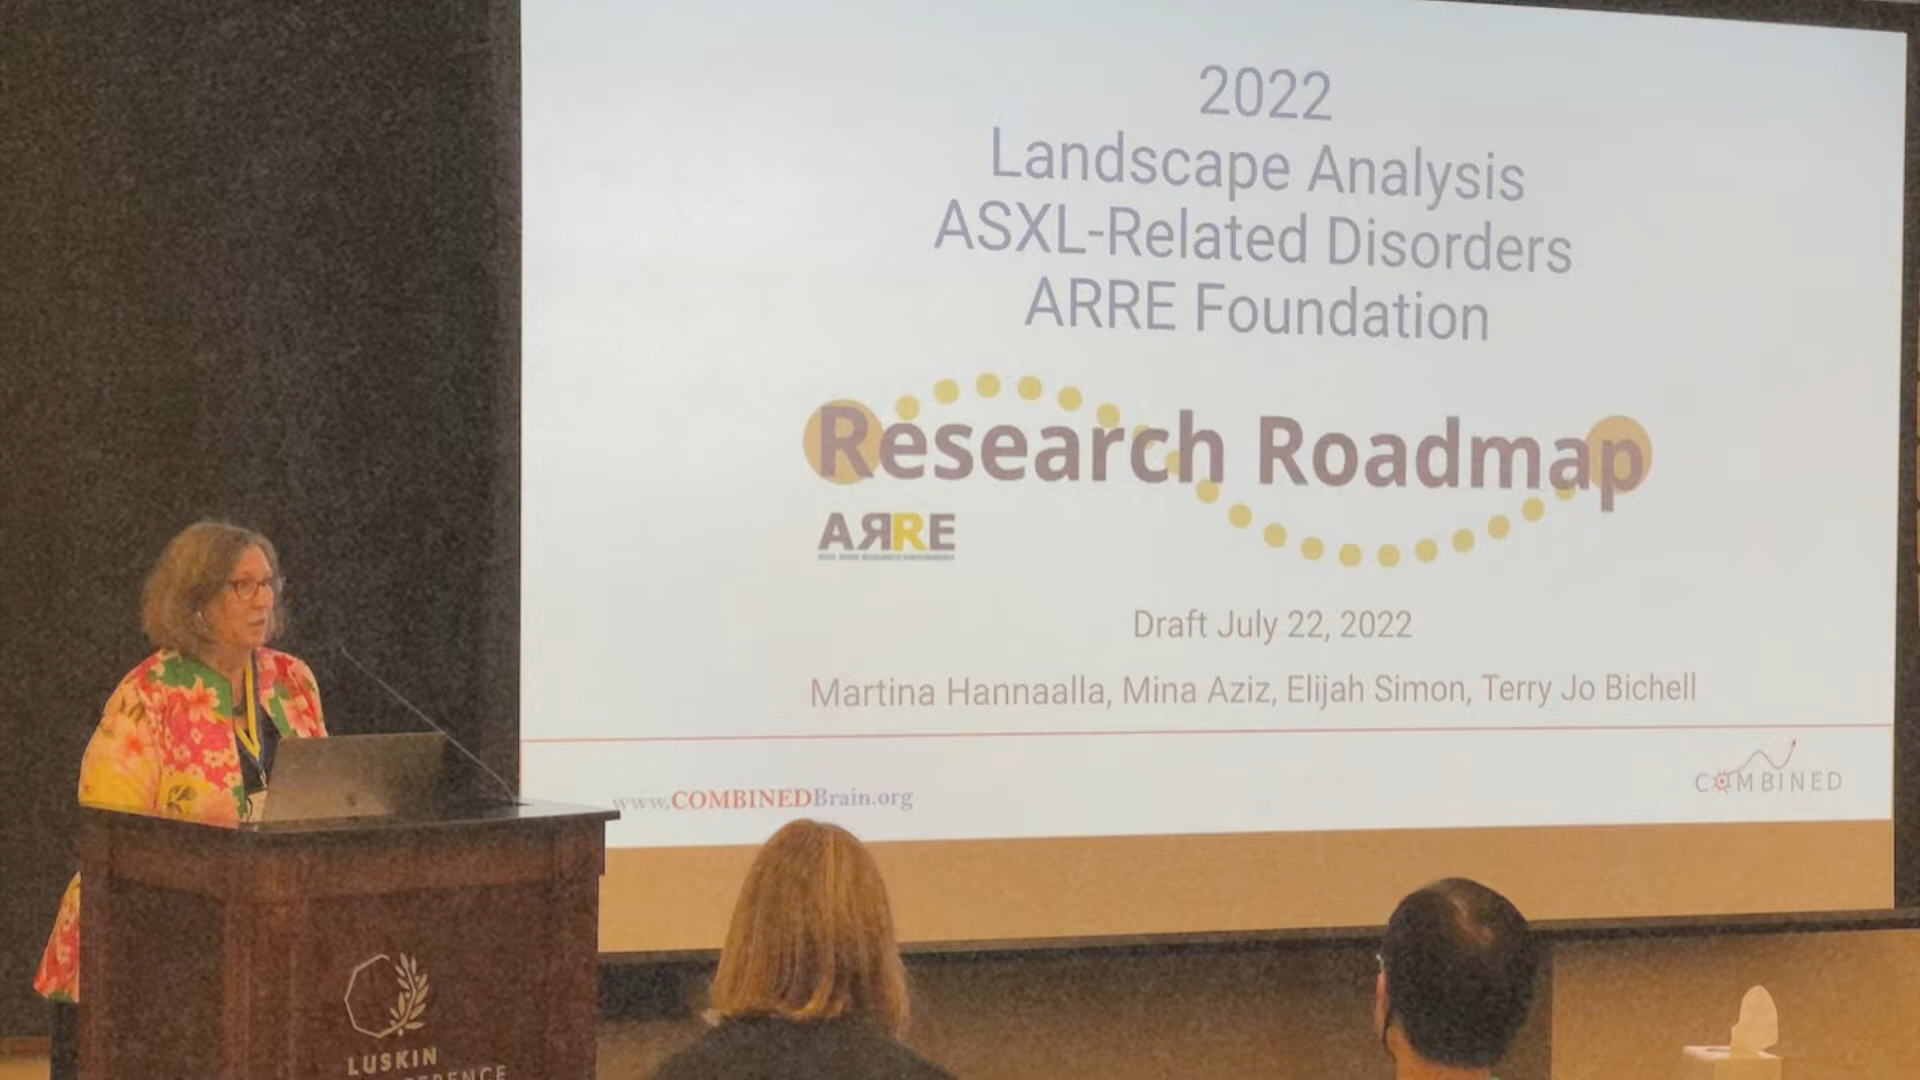 2022
Landscape Analysis
ASXL-Related Disorders
ARRE Foundation
Research Roadmap
AЯRE
Draft July 22, 2022
Martina Hannaalla, Mina Aziz, Elijah Simon, Terry Jo Bichell
www.COMBINEDBrain.org
COMBINED
LUSKIN